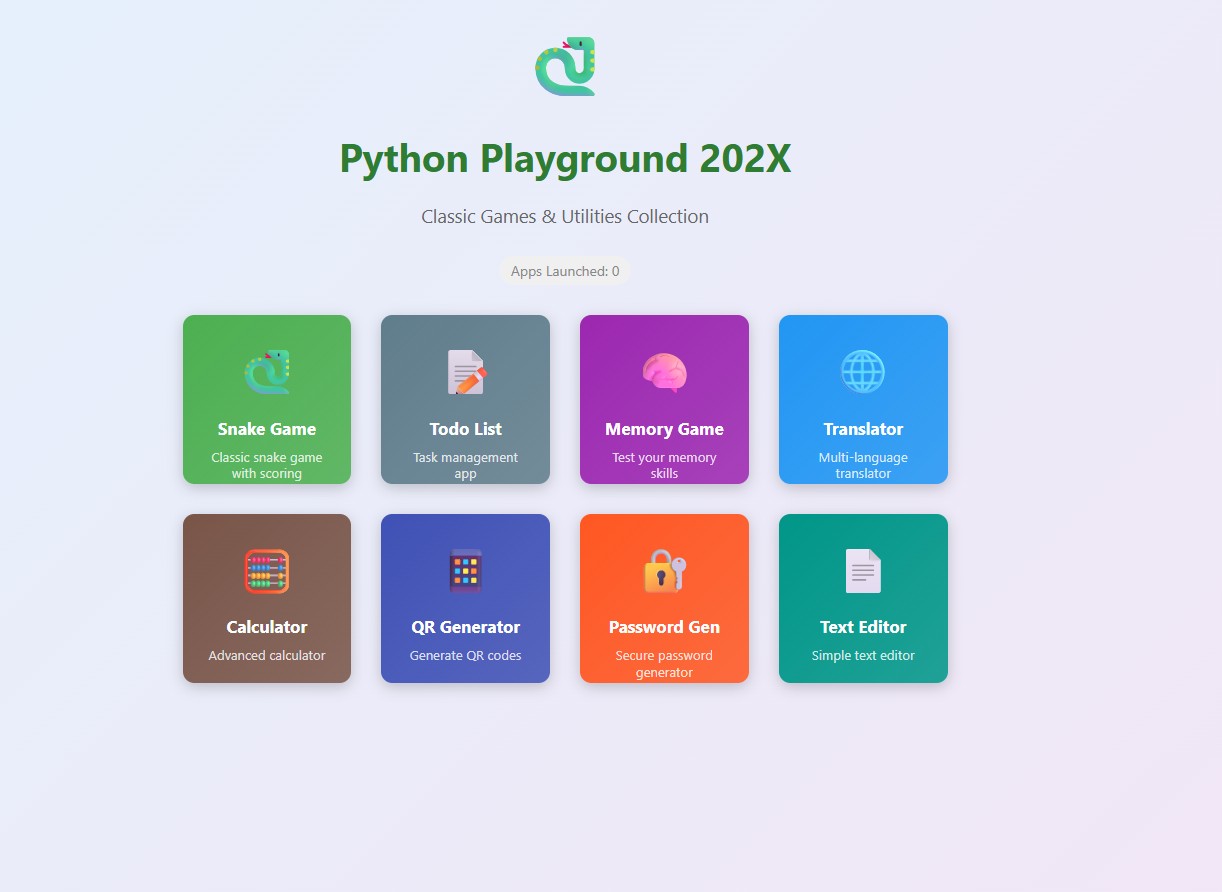 Python Playground 202X
Classic Games & Utilities Collection
Apps Launched: 0
Snake Game
Classic snake game
with scoring
Todo List
Task management
app
Memory Game
Test your memory
skills
Translator
Multi-language
translator
Calculator
Advanced calculator
QR Generator
Generate QR codes
Password Gen
Secure password
generator
Text Editor
Simple text editor